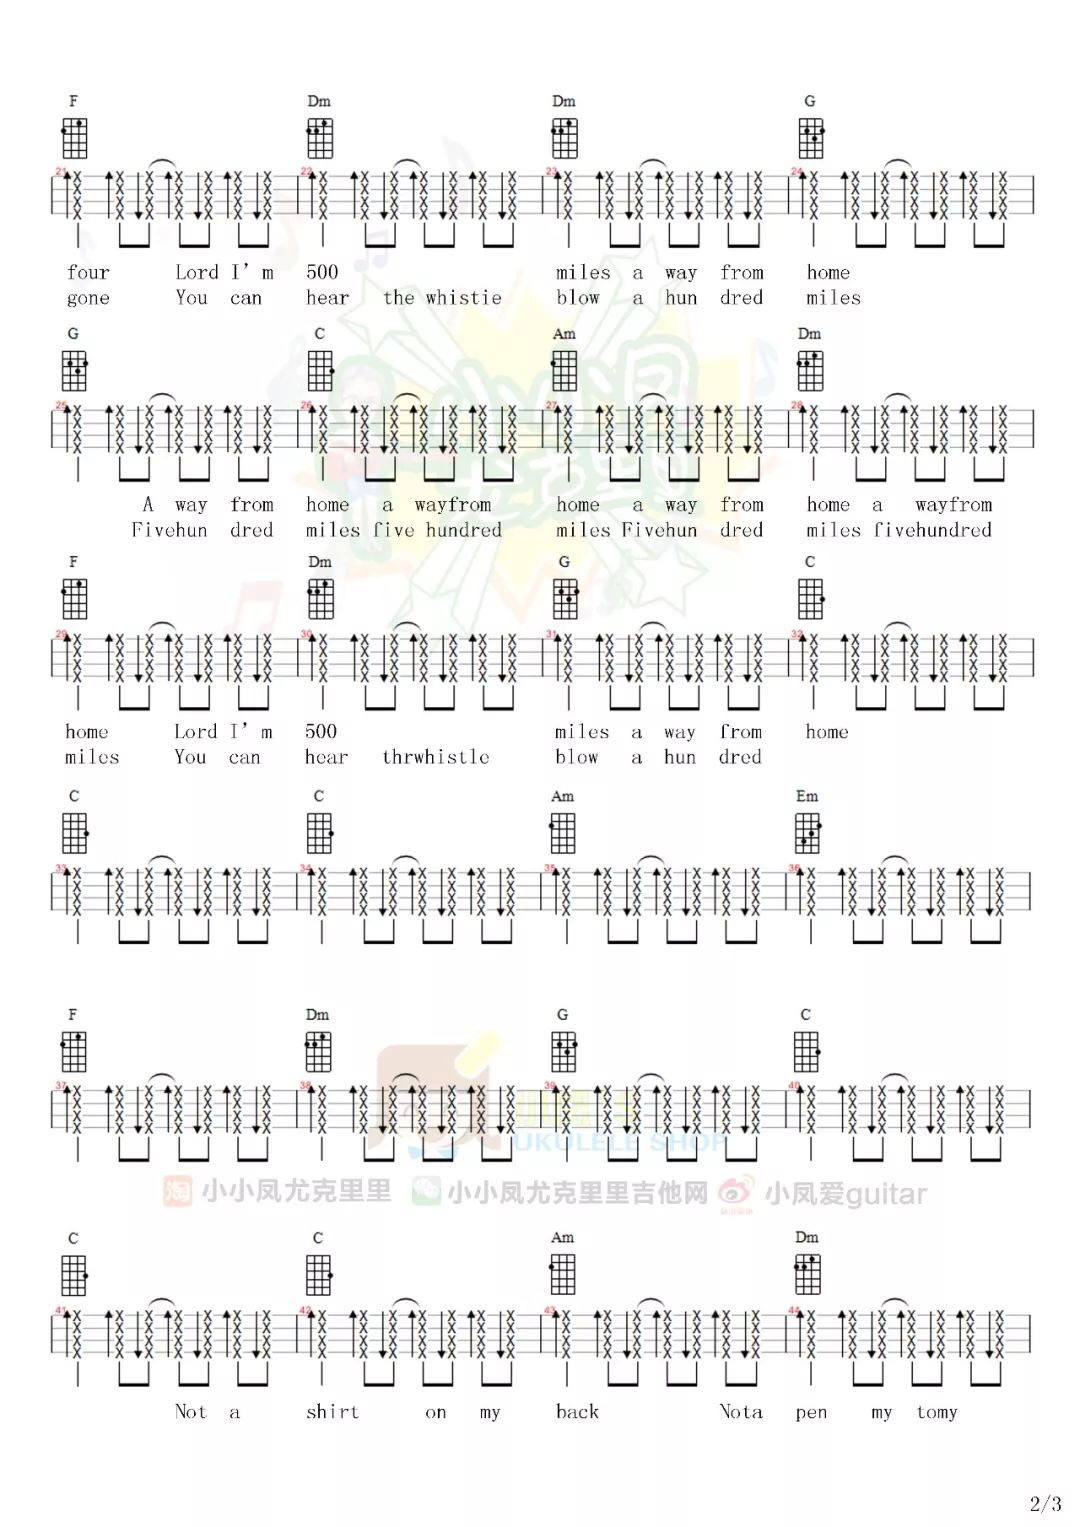 F Dm Dm G
21 22 23 24
four Lord I'm 500 miles a way from home
gone You can hear the whistie blow a hun dred miles
G C Am Dm
25 26 27 28
A way from home a wayfrom home a way from home a wayfrom
Fivehun dred miles five hundred miles Fivehun dred miles fivehundred
F Dm G C
29 30 31 32
home Lord I'm 500 miles a way from home
miles You can hear thrwhistle blow a hun dred
C C Am Em
33 34 35 36
F Dm G C
37 38 39 40
UKULELE SHOP
淘 小小凤尤克里里 小小凤尤克里里吉他网 小凤爱guitar
C C Am Dm
41 42 43 44
Not a shirt on my back Nota pen my tomy
2/3